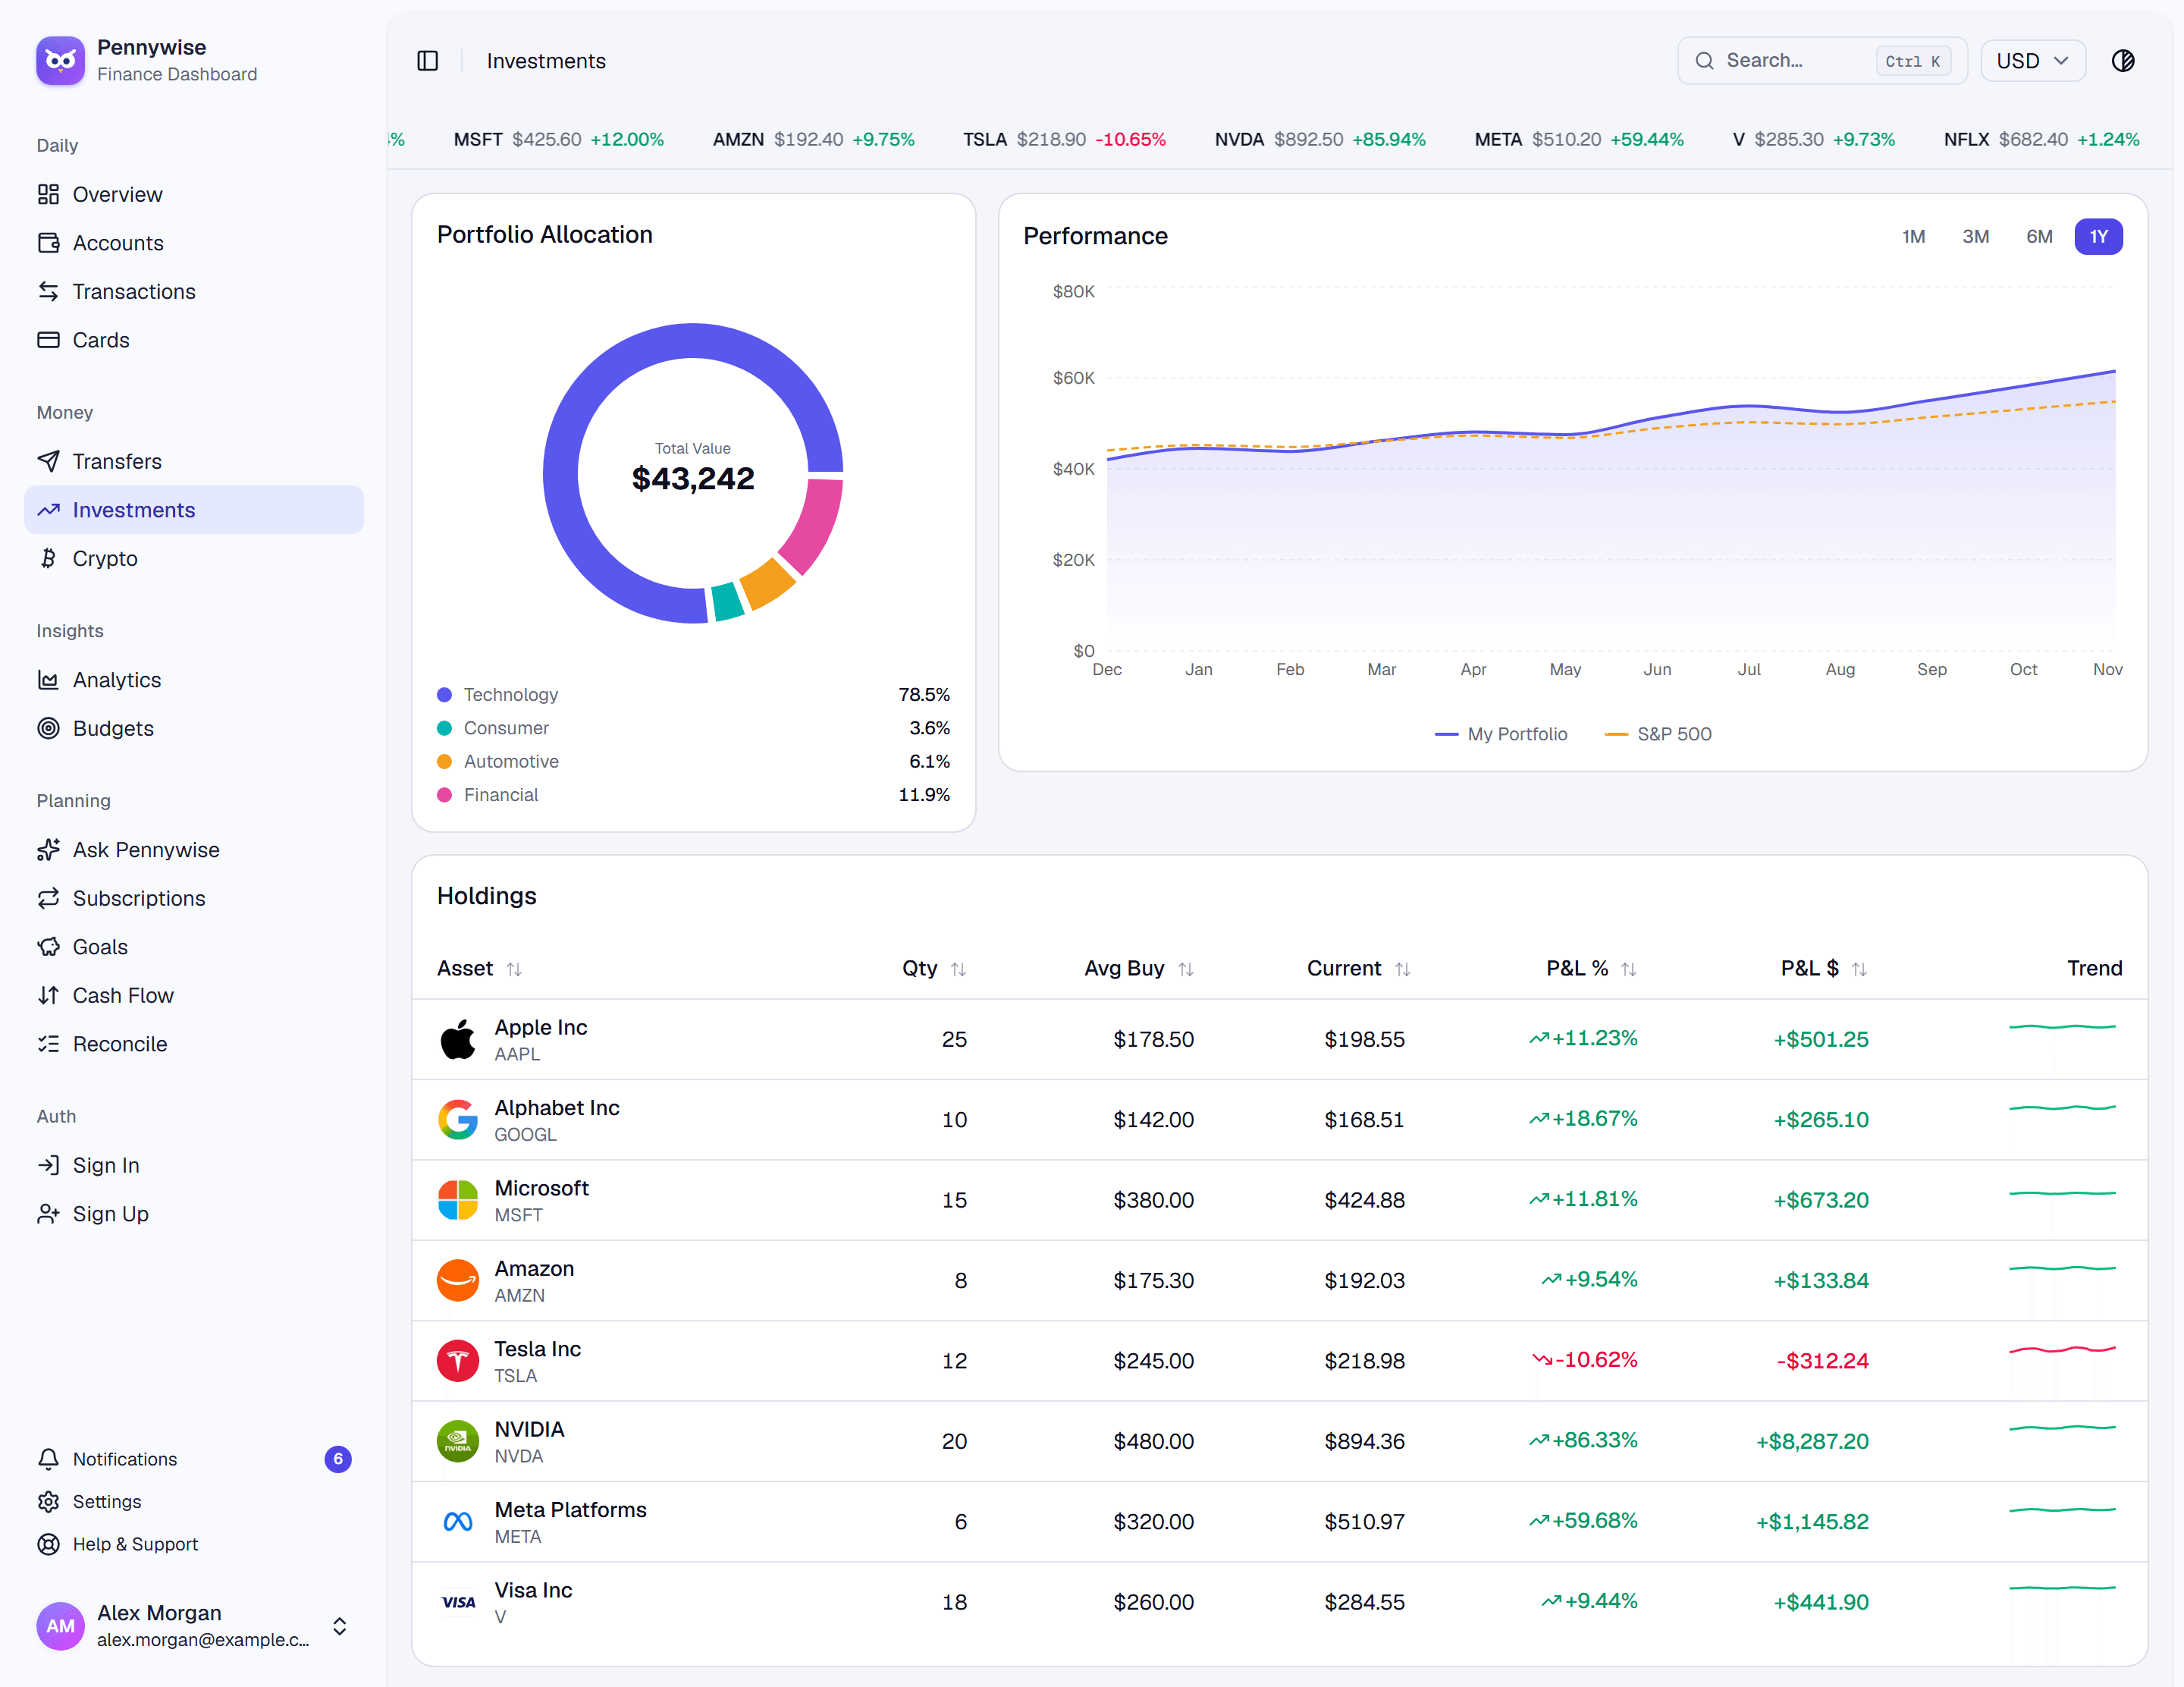 Pennywise
Finance Dashboard
Daily
Overview
Accounts
Transactions
Cards
Money
Transfers
Investments
Crypto
Insights
Analytics
Budgets
Planning
Ask Pennywise
Subscriptions
Goals
Cash Flow
Reconcile
Auth
Sign In
Sign Up
Notifications 6
Settings
Help & Support
AM
Alex Morgan
alex.morgan@example.c...
Investments
Search... Ctrl K
USD
% MSFT $425.60 +12.00% AMZN $192.40 +9.75% TSLA $218.90 -10.65% NVDA $892.50 +85.94% META $510.20 +59.44% V $285.30 +9.73% NFLX $682.40 +1.24%
Portfolio Allocation
Total Value
$43,242
Technology 78.5%
Consumer 3.6%
Automotive 6.1%
Financial 11.9%
Performance
1M 3M 6M 1Y
$80K
$60K
$40K
$20K
$0
Dec Jan Feb Mar Apr May Jun Jul Aug Sep Oct Nov
My Portfolio S&P 500
Holdings
Asset Qty Avg Buy Current P&L % P&L $ Trend
Apple Inc
AAPL
25 $178.50 $198.55 +11.23% +$501.25
Alphabet Inc
GOOGL
10 $142.00 $168.51 +18.67% +$265.10
Microsoft
MSFT
15 $380.00 $424.88 +11.81% +$673.20
Amazon
AMZN
8 $175.30 $192.03 +9.54% +$133.84
Tesla Inc
TSLA
12 $245.00 $218.98 -10.62% -$312.24
NVIDIA
NVIDIA
NVDA
20 $480.00 $894.36 +86.33% +$8,287.20
Meta Platforms
META
6 $320.00 $510.97 +59.68% +$1,145.82
VISA
Visa Inc
V
18 $260.00 $284.55 +9.44% +$441.90